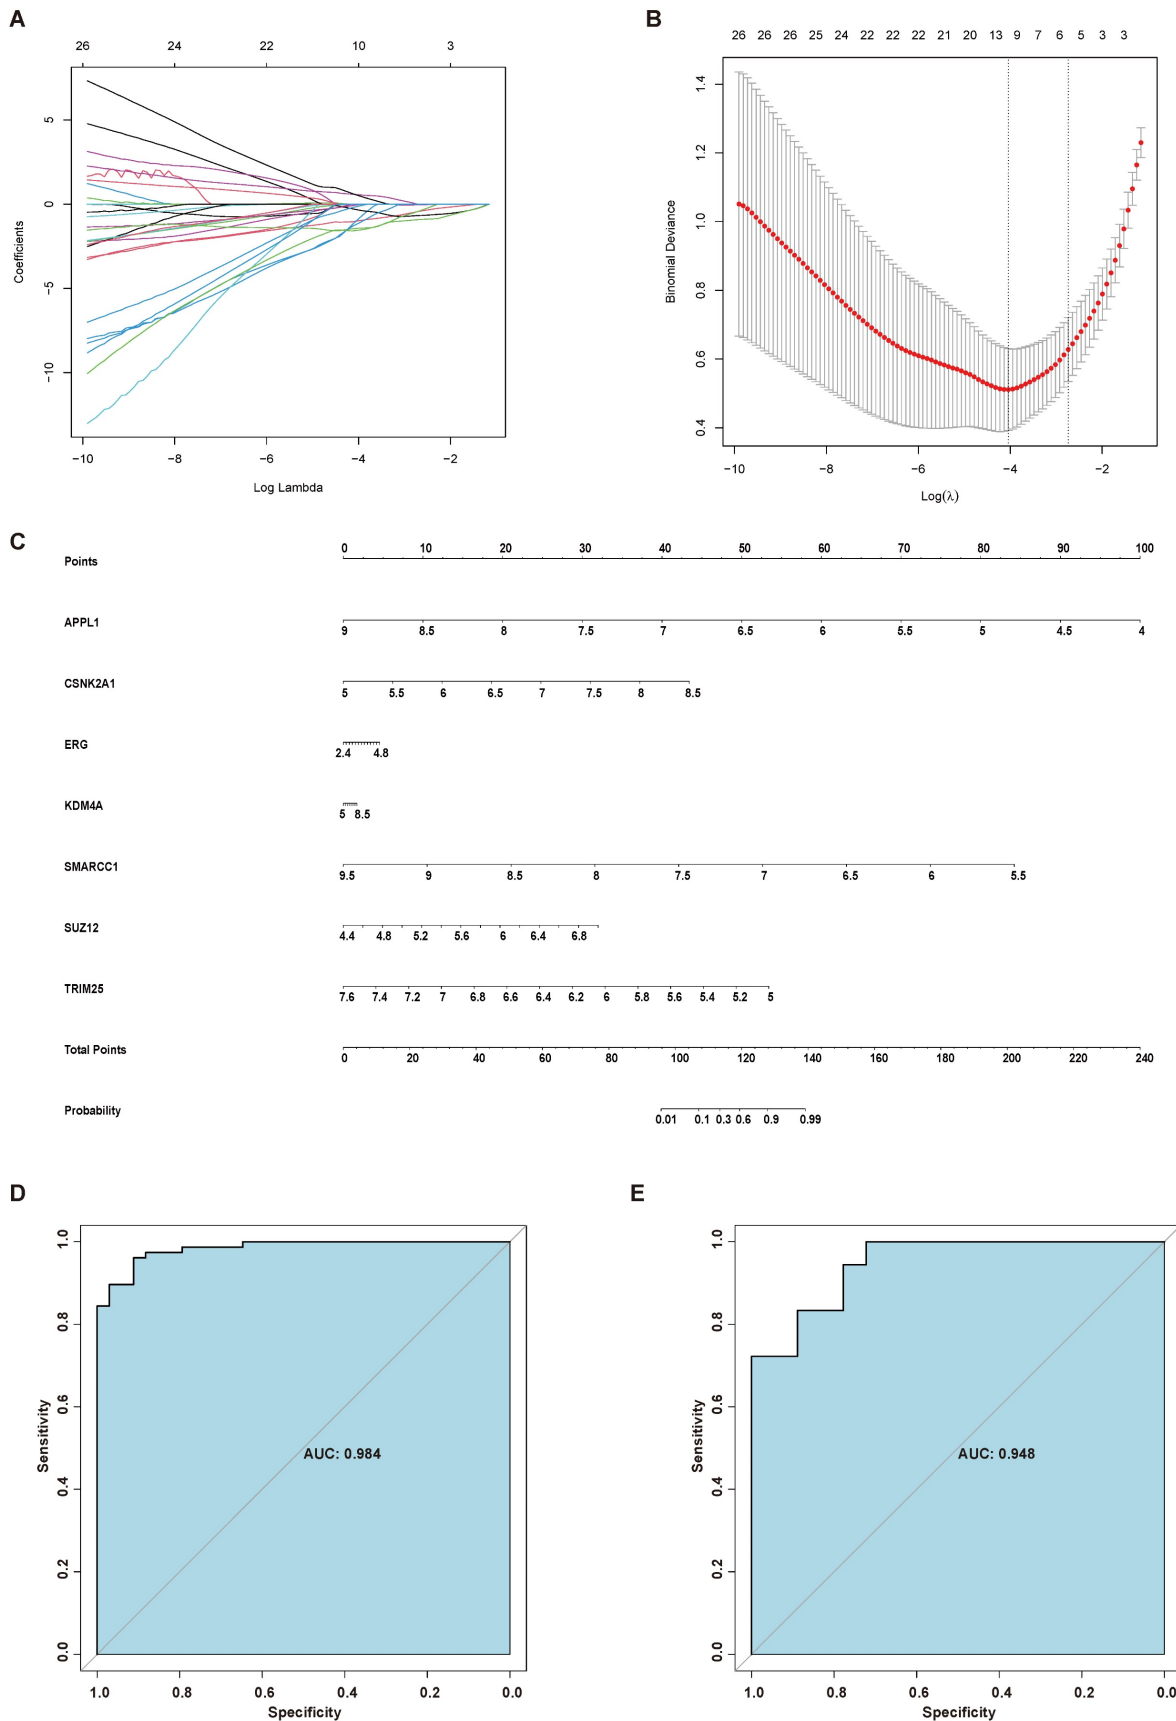 A
26 24 22 10 3
5
0
−5
−10
Coefficients
−10 −8 −6 −4 −2
Log Lambda
B
26 26 26 25 24 22 22 22 21 20 13 9 7 6 5 3 3
1.4
1.2
1.0
0.8
0.6
0.4
Binomial Deviance
−10 −8 −6 −4 −2
Log(λ)
C
Points
0 10 20 30 40 50 60 70 80 90 100
APPL1
9 8.5 8 7.5 7 6.5 6 5.5 5 4.5 4
CSNK2A1
5 5.5 6 6.5 7 7.5 8 8.5
ERG
2.4 4.8
KDM4A
5 8.5
SMARCC1
9.5 9 8.5 8 7.5 7 6.5 6 5.5
SUZ12
4.4 4.8 5.2 5.6 6 6.4 6.8
TRIM25
7.6 7.4 7.2 7 6.8 6.6 6.4 6.2 6 5.8 5.6 5.4 5.2 5
Total Points
0 20 40 60 80 100 120 140 160 180 200 220 240
Probability
0.01 0.1 0.3 0.6 0.9 0.99
D
1.0
0.8
0.6
0.4
0.2
0.0
Sensitivity
AUC: 0.984
1.0 0.8 0.6 0.4 0.2 0.0
Specificity
E
1.0
0.8
0.6
0.4
0.2
0.0
Sensitivity
AUC: 0.948
1.0 0.8 0.6 0.4 0.2 0.0
Specificity